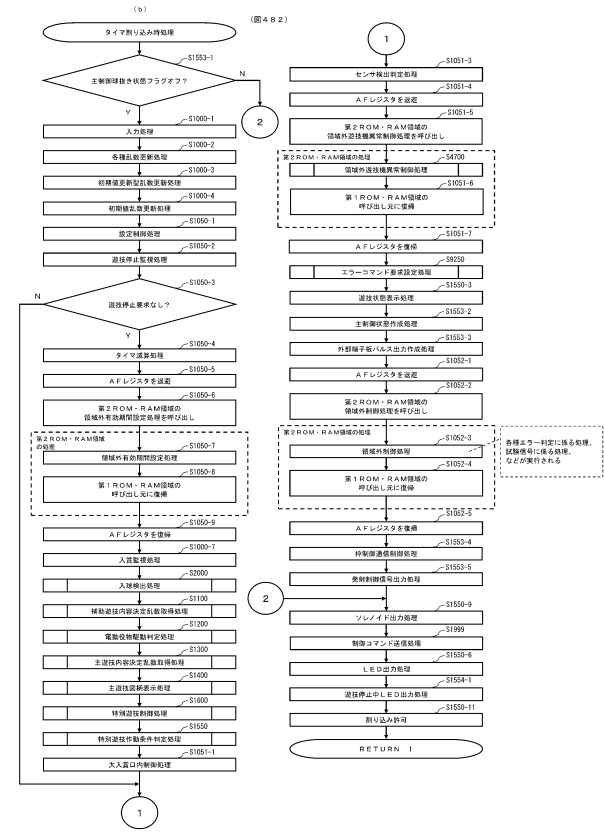 （ｂ）
（図４８２）
タイマ割り込み時処理
S1553-1
主制御球抜き状態フラグオフ？
N
Y
2
S1000-1
入力処理
S1000-2
各種乱数更新処理
S1000-3
初期値更新型乱数更新処理
S1000-4
初期値乱数更新処理
S1050-1
設定制御処理
S1050-2
遊技停止監視処理
S1050-3
遊技停止要求なし？
N
Y
S1050-4
タイマ減算処理
S1050-5
ＡＦレジスタを退避
S1050-6
第２ＲＯＭ・ＲＡＭ領域の
領域外有効期間設定処理を呼び出し
第２ＲＯＭ・ＲＡＭ領域
の処理
S1050-7
領域外有効期間設定処理
S1050-8
第１ＲＯＭ・ＲＡＭ領域の
呼び出し元に復帰
S1050-9
ＡＦレジスタを復帰
S1000-7
入賞監視処理
S2000
入球検出処理
S1100
補助遊技内容決定乱数取得処理
S1200
電動役物駆動判定処理
S1300
主遊技内容決定乱数取得処理
S1400
主遊技図柄表示処理
S1600
特別遊技制御処理
S1550
特別遊技作動条件判定処理
S1051-1
大入賞口内制御処理
1
1
S1051-3
センサ検出判定処理
S1051-4
ＡＦレジスタを退避
S1051-5
第２ＲＯＭ・ＲＡＭ領域の
領域外遊技機異常制御処理を呼び出し
第２ＲＯＭ・ＲＡＭ領域の処理
S4700
領域外遊技機異常制御処理
S1051-6
第１ＲＯＭ・ＲＡＭ領域の
呼び出し元に復帰
S1051-7
ＡＦレジスタを復帰
S9250
エラーコマンド要求設定処理
S1550-3
遊技状態表示処理
S1553-2
主制御状態作成処理
S1553-3
外部端子板パルス出力作成処理
S1052-1
ＡＦレジスタを退避
S1052-2
第２ＲＯＭ・ＲＡＭ領域の
領域外制御処理を呼び出し
第２ＲＯＭ・ＲＡＭ領域の処理
S1052-3
領域外制御処理
各種エラー判定に係る処理、
試験信号に係る処理、
などが実行される
S1052-4
第１ＲＯＭ・ＲＡＭ領域の
呼び出し元に復帰
S1052-5
ＡＦレジスタを復帰
S1553-4
枠制御通信制御処理
S1553-5
発射制御信号出力処理
2
S1550-9
ソレノイド出力処理
S1999
制御コマンド送信処理
S1550-6
ＬＥＤ出力処理
S1554-1
遊技停止中ＬＥＤ出力処理
S1550-11
割り込み許可
ＲＥＴＵＲＮ　Ｉ